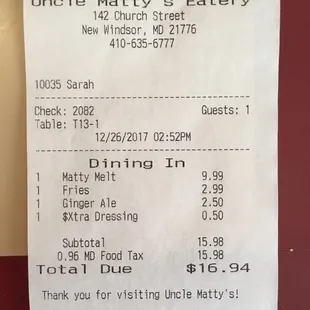 Uncle Matty's Eatery
142 Church Street
New Windsor, MD 21776
410-635-6777
10035 Sarah
Check: 2082 Guests: 1
Table: T13-1
12/26/2017 02:52PM
Dining In
1 Matty Melt 9.99
1 Fries 2.99
1 Ginger Ale 2.50
1 $Xtra Dressing 0.50
Subtotal 15.98
0.96 MD Food Tax 15.98
Total Due $16.94
Thank you for visiting Uncle Matty's!